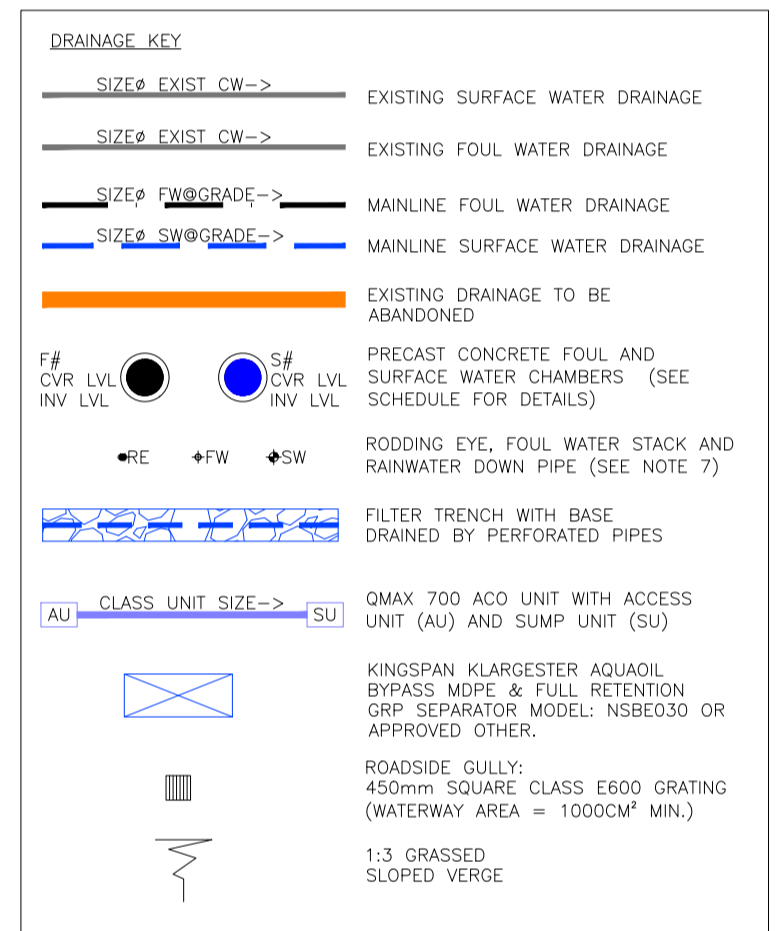 DRAINAGE KEY
SIZEø EXIST CW->
EXISTING SURFACE WATER DRAINAGE
SIZEø EXIST CW->
EXISTING FOUL WATER DRAINAGE
SIZEø FW@GRADE->
MAINLINE FOUL WATER DRAINAGE
SIZEø SW@GRADE->
MAINLINE SURFACE WATER DRAINAGE
EXISTING DRAINAGE TO BE
ABANDONED
F#
CVR LVL
INV LVL
S#
CVR LVL
INV LVL
PRECAST CONCRETE FOUL AND
SURFACE WATER CHAMBERS (SEE
SCHEDULE FOR DETAILS)
RE
FW
SW
RODDING EYE, FOUL WATER STACK AND
RAINWATER DOWN PIPE (SEE NOTE 7)
FILTER TRENCH WITH BASE
DRAINED BY PERFORATED PIPES
AU
CLASS UNIT SIZE->
SU
QMAX 700 ACO UNIT WITH ACCESS
UNIT (AU) AND SUMP UNIT (SU)
KINGSPAN KLARGESTER AQUAOIL
BYPASS MDPE & FULL RETENTION
GRP SEPARATOR MODEL: NSBE030 OR
APPROVED OTHER.
ROADSIDE GULLY:
450mm SQUARE CLASS E600 GRATING
(WATERWAY AREA = 1000CM² MIN.)
1:3 GRASSED
SLOPED VERGE